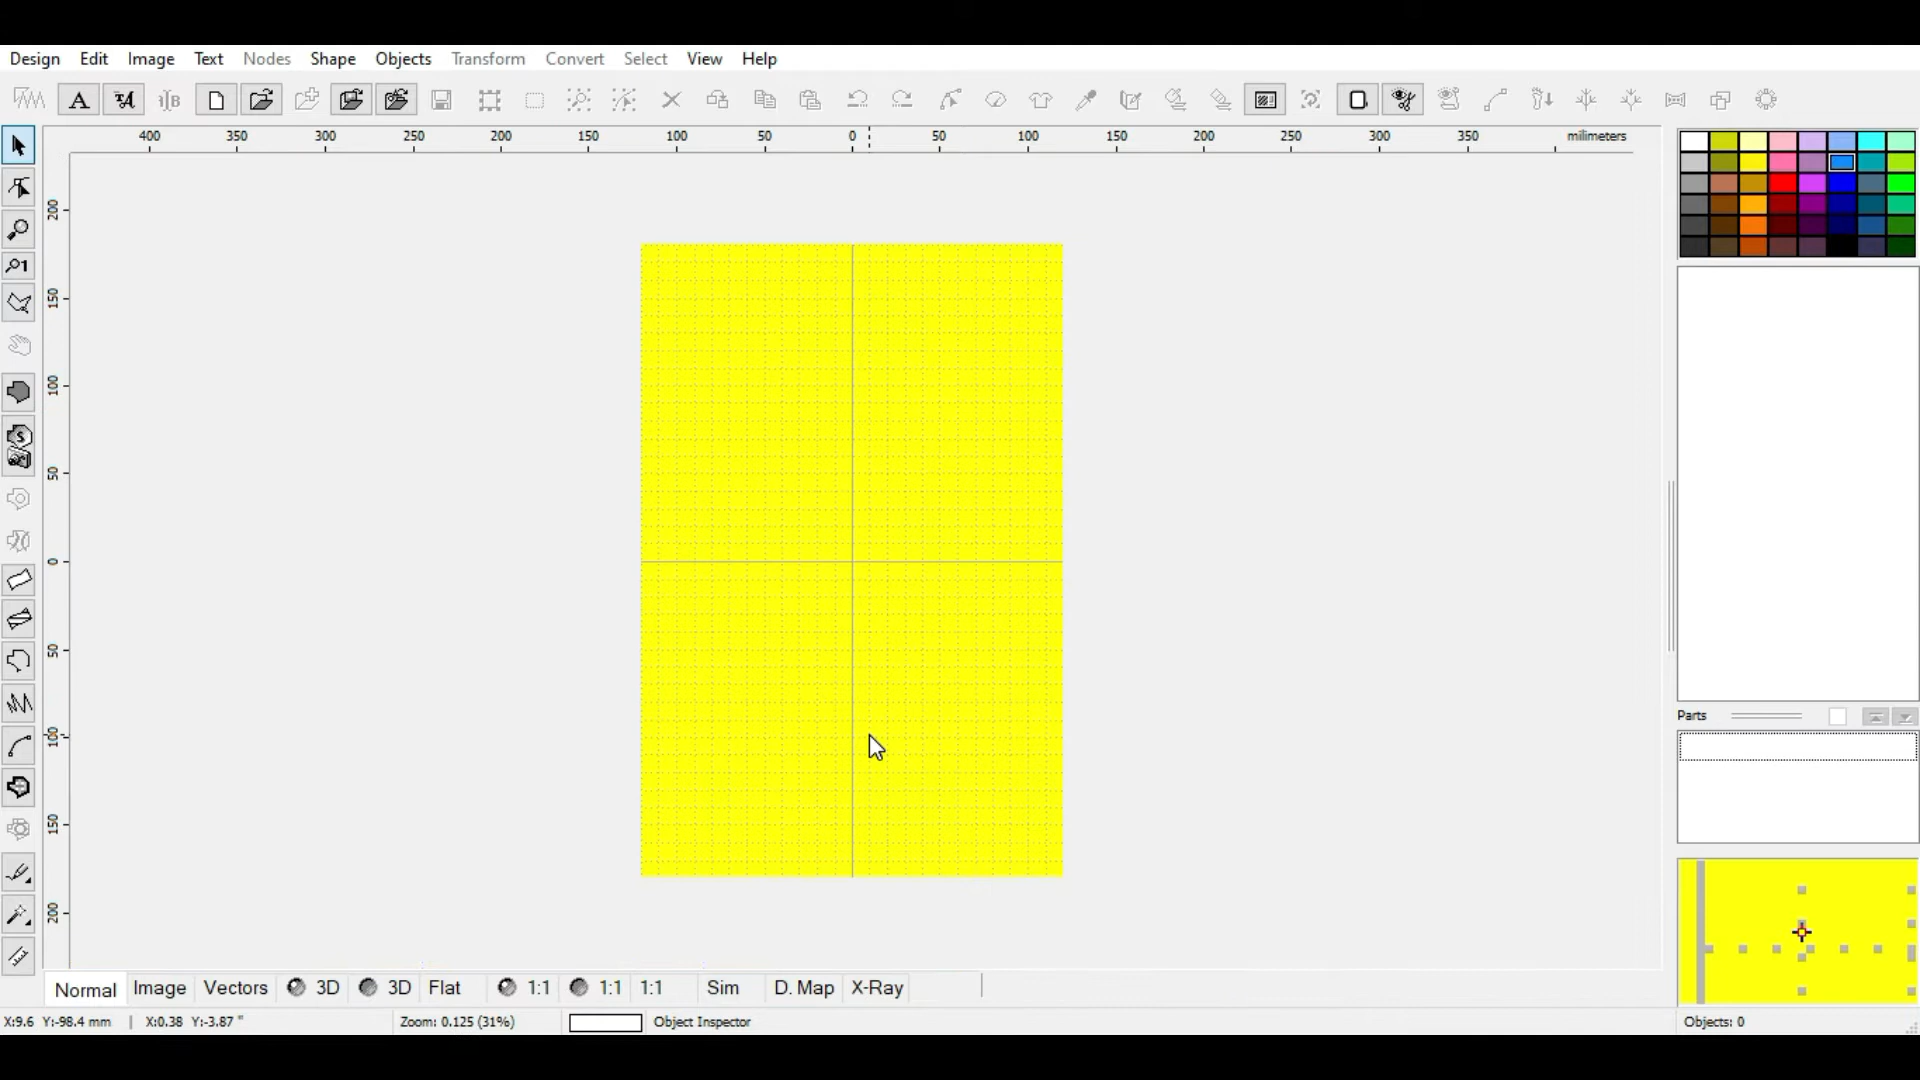 Design Edit Image Text Nodes Shape Objects Transform Convert Select View Help
400 350 300 250 200 150 100 50 0 50 100 150 200 250 300 350 milimeters
200
150
100
50
0
50
100
150
200
Parts
Normal Image Vectors 3D 3D Flat 1:1 1:1 1:1 Sim D. Map X-Ray
X:9.6 Y:-98.4 mm | X:0.38 Y:-3.87 " Zoom: 0.125 (31%) Object Inspector Objects: 0